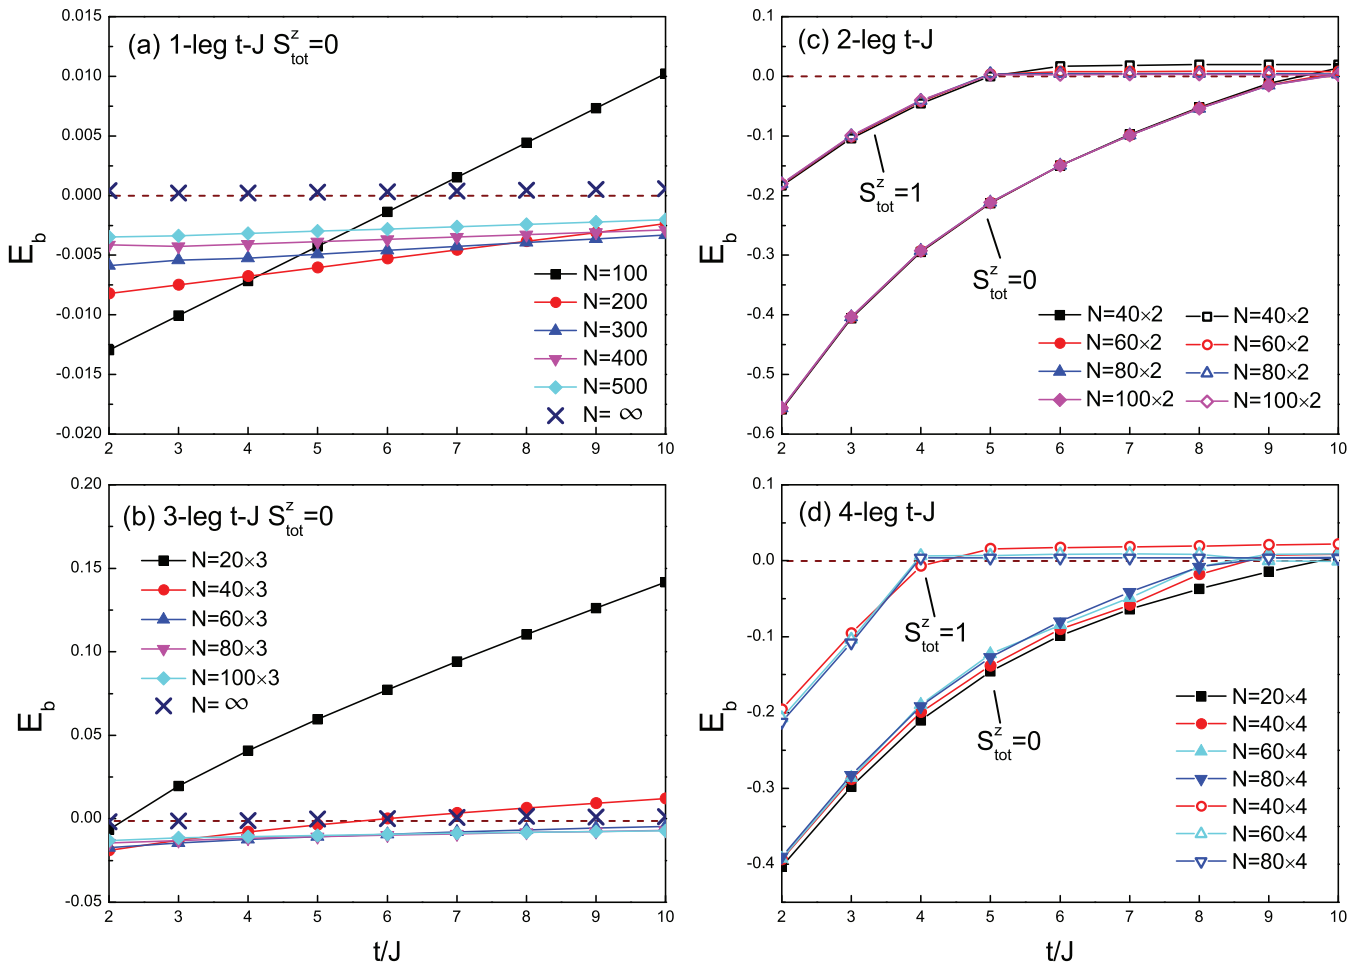 (a) 1-leg t-J S^z_tot=0
0.015
0.010
0.005
0.000
-0.005
-0.010
-0.015
-0.020
E_b
N=100
N=200
N=300
N=400
N=500
N= ∞
2 3 4 5 6 7 8 9 10
(c) 2-leg t-J
0.1
0.0
-0.1
-0.2
-0.3
-0.4
-0.5
-0.6
E_b
S^z_tot=1
S^z_tot=0
N=40×2 N=40×2
N=60×2 N=60×2
N=80×2 N=80×2
N=100×2 N=100×2
2 3 4 5 6 7 8 9 10
(b) 3-leg t-J S^z_tot=0
0.20
0.15
0.10
0.05
0.00
-0.05
E_b
N=20×3
N=40×3
N=60×3
N=80×3
N=100×3
N= ∞
2 3 4 5 6 7 8 9 10
t/J
(d) 4-leg t-J
0.1
0.0
-0.1
-0.2
-0.3
-0.4
E_b
S^z_tot=1
S^z_tot=0
N=20×4
N=40×4
N=60×4
N=80×4
N=40×4
N=60×4
N=80×4
2 3 4 5 6 7 8 9 10
t/J